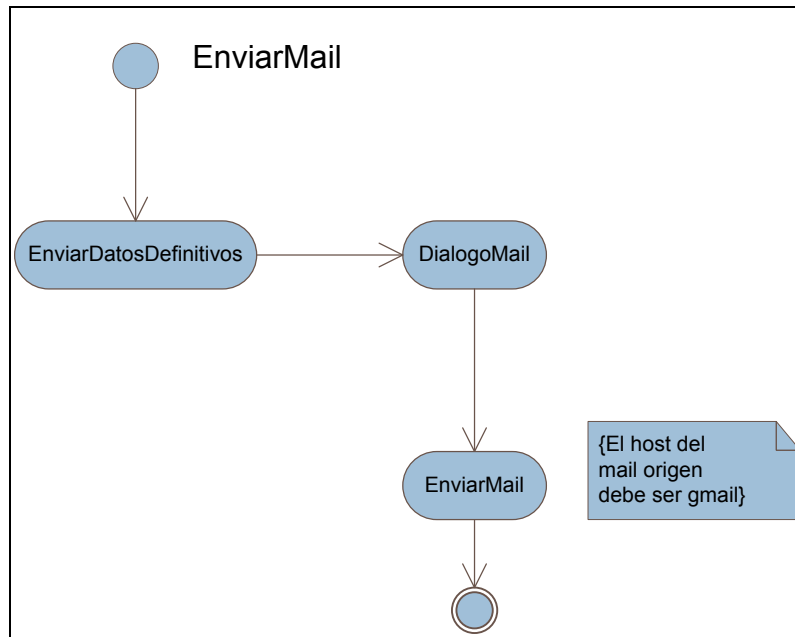 EnviarMail
EnviarDatosDefinitivos
DialogoMail
{El host del
mail origen
debe ser gmail}
EnviarMail